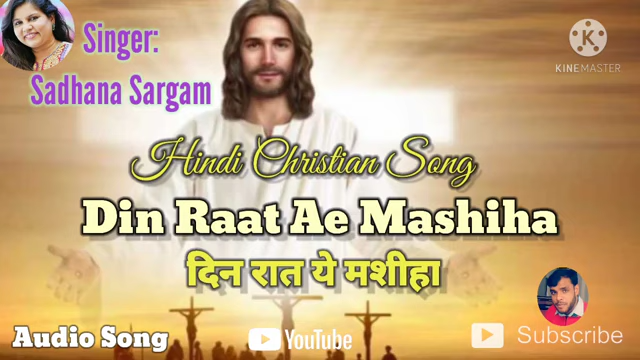 Singer:
Sadhana Sargam
KINEMASTER
Hindi Christian Song
Din Raat Ae Mashiha
दिन रात ये मशीहा
Audio Song
YouTube
Subscribe